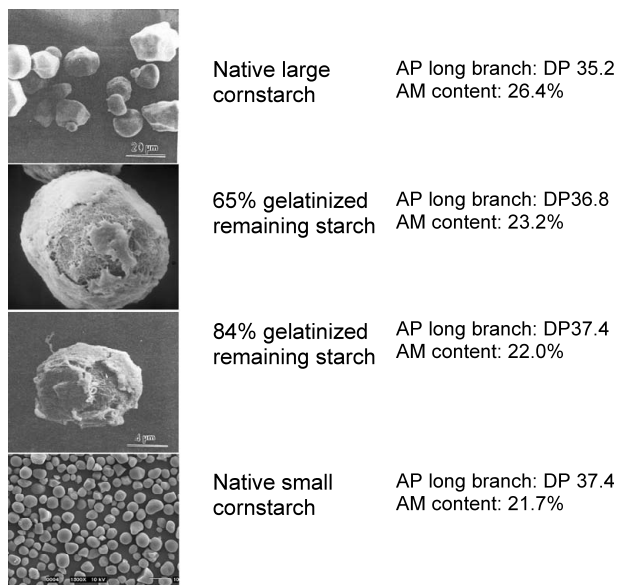 Native large
cornstarch
AP long branch: DP 35.2
AM content: 26.4%
20 µm
65% gelatinized
remaining starch
AP long branch: DP36.8
AM content: 23.2%
84% gelatinized
remaining starch
AP long branch: DP37.4
AM content: 22.0%
4 µm
Native small
cornstarch
AP long branch: DP 37.4
AM content: 21.7%
10 kV